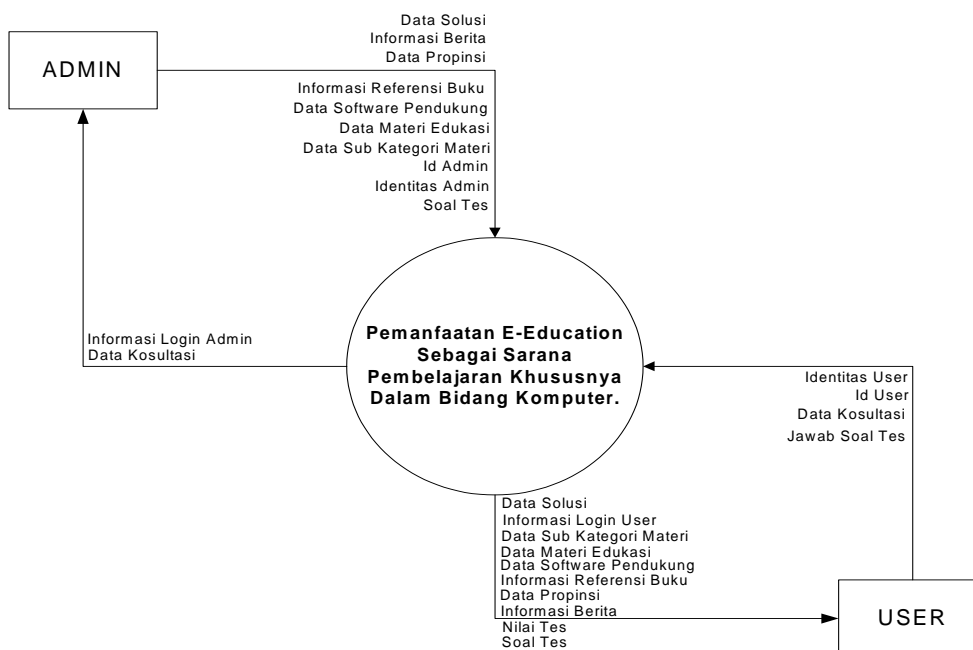 Data Solusi
Informasi Berita
Data Propinsi
ADMIN
Informasi Referensi Buku
Data Software Pendukung
Data Materi Edukasi
Data Sub Kategori Materi
Id Admin
Identitas Admin
Soal Tes
Informasi Login Admin
Data Kosultasi
Pemanfaatan E-Education
Sebagai Sarana
Pembelajaran Khususnya
Dalam Bidang Komputer.
Identitas User
Id User
Data Kosultasi
Jawab Soal Tes
Data Solusi
Informasi Login User
Data Sub Kategori Materi
Data Materi Edukasi
Data Software Pendukung
Informasi Referensi Buku
Data Propinsi
Informasi Berita
Nilai Tes
Soal Tes
USER